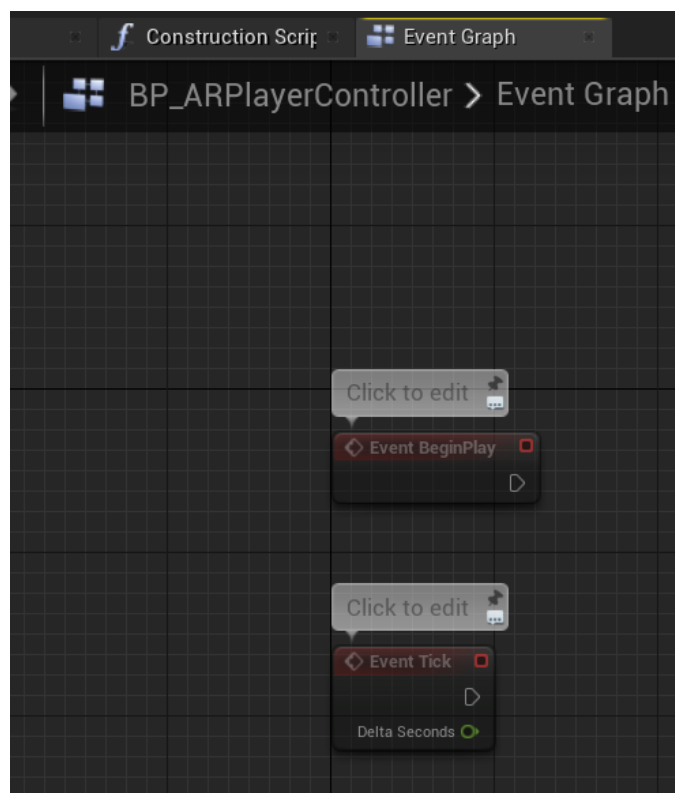 Construction Scrip
Event Graph
BP_ARPlayerController > Event Graph
Click to edit
Event BeginPlay
Click to edit
Event Tick
Delta Seconds